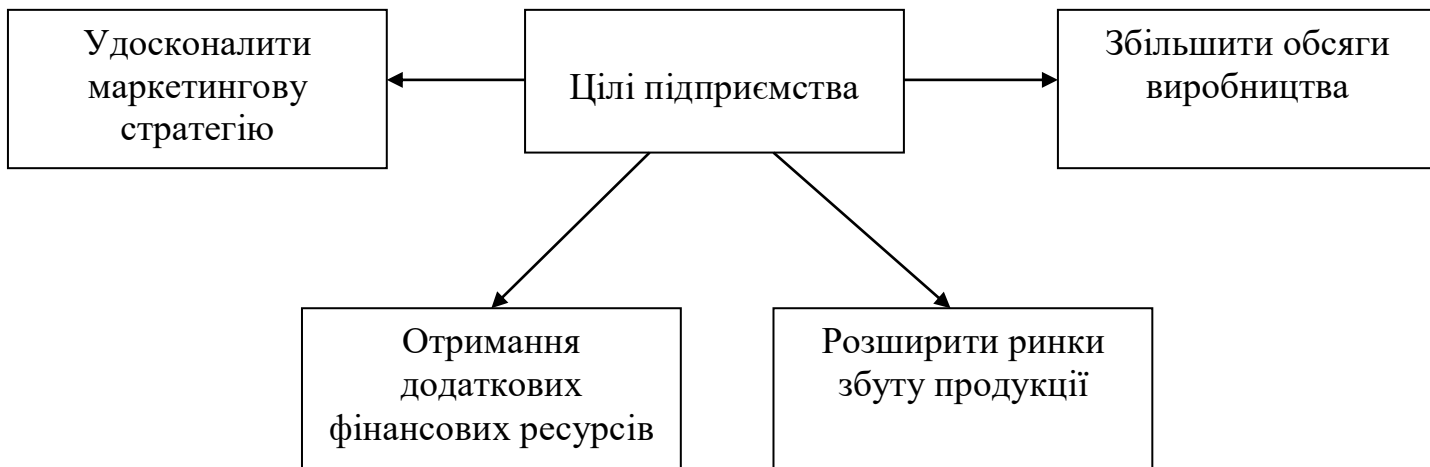 Удосконалити
маркетингову
стратегію
Цілі підприємства
Збільшити обсяги
виробництва
Отримання
додаткових
фінансових ресурсів
Розширити ринки
збуту продукції